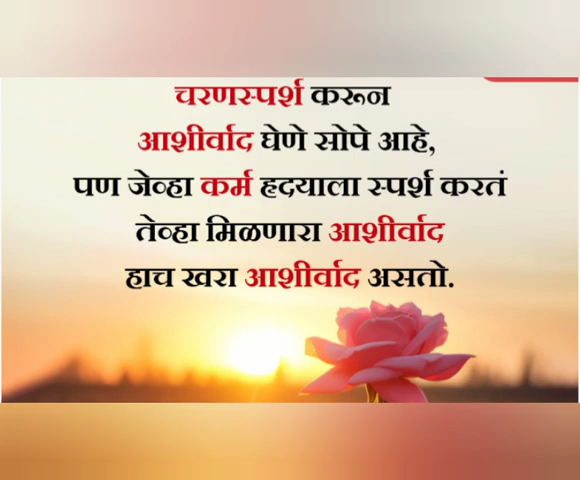 चरणस्पर्श करून
आशीर्वाद घेणे सोपे आहे,
पण जेव्हा कर्म हृदयाला स्पर्श करतं
तेव्हा मिळणारा आशीर्वाद
हाच खरा आशीर्वाद असतो.